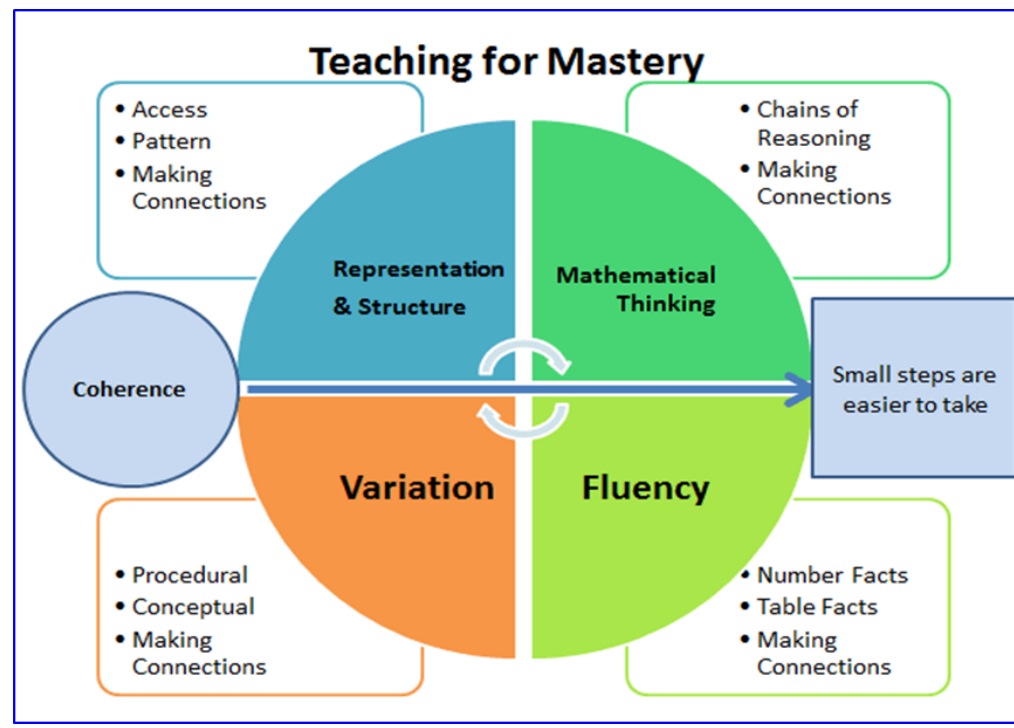 Teaching for Mastery
• Access
• Pattern
• Making
Connections
• Chains of
Reasoning
• Making
Connections
Representation
& Structure
Mathematical
Thinking
Coherence
Small steps are
easier to take
Variation
Fluency
• Procedural
• Conceptual
• Making
Connections
• Number Facts
• Table Facts
• Making
Connections